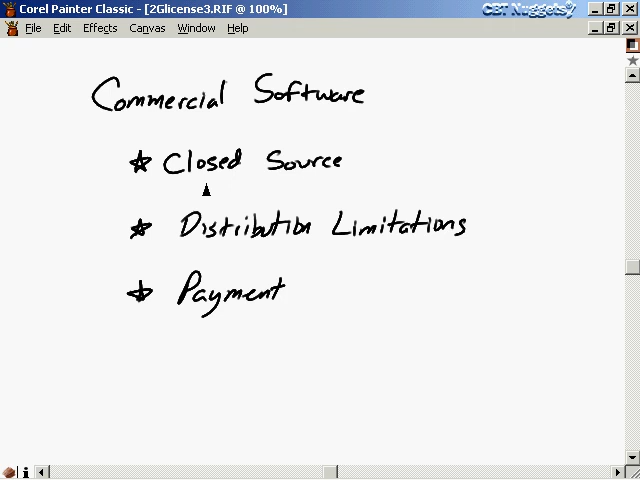 Corel Painter Classic - [2Glicense3.RIF @ 100%]
CBT Nuggets
File Edit Effects Canvas Window Help
Commercial Software
Closed Source
Distribution Limitations
Payment